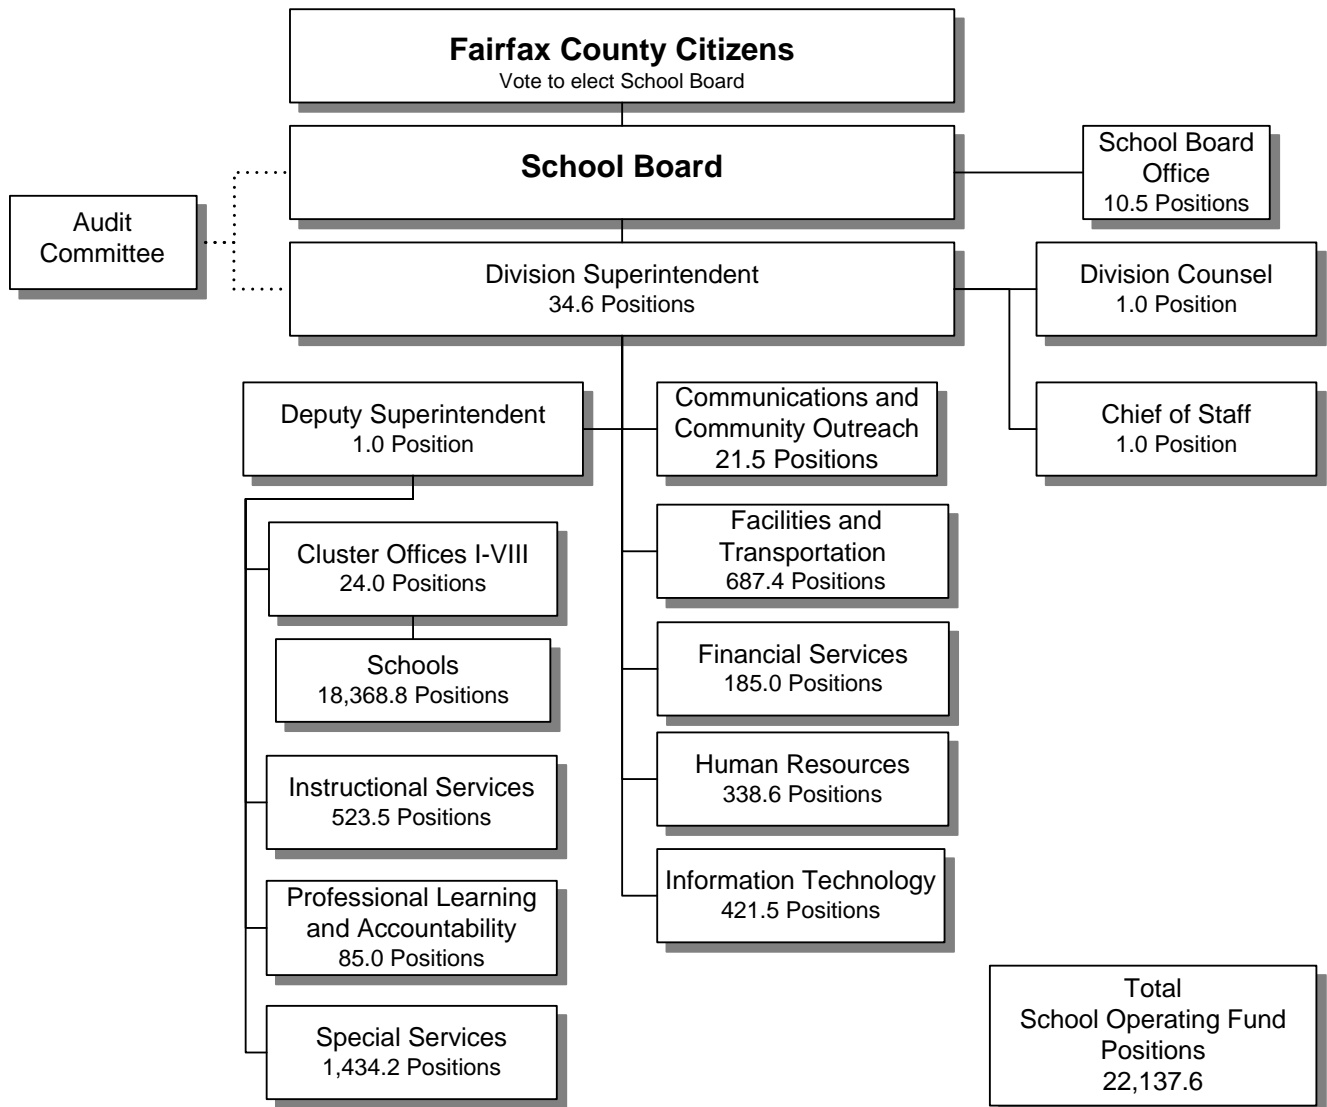 Fairfax County Citizens
Vote to elect School Board
School Board
School Board
Office
10.5 Positions
Audit
Committee
Division Superintendent
34.6 Positions
Division Counsel
1.0 Position
Deputy Superintendent
1.0 Position
Communications and
Community Outreach
21.5 Positions
Chief of Staff
1.0 Position
Cluster Offices I-VIII
24.0 Positions
Facilities and
Transportation
687.4 Positions
Schools
18,368.8 Positions
Financial Services
185.0 Positions
Instructional Services
523.5 Positions
Human Resources
338.6 Positions
Professional Learning
and Accountability
85.0 Positions
Information Technology
421.5 Positions
Special Services
1,434.2 Positions
Total
School Operating Fund
Positions
22,137.6